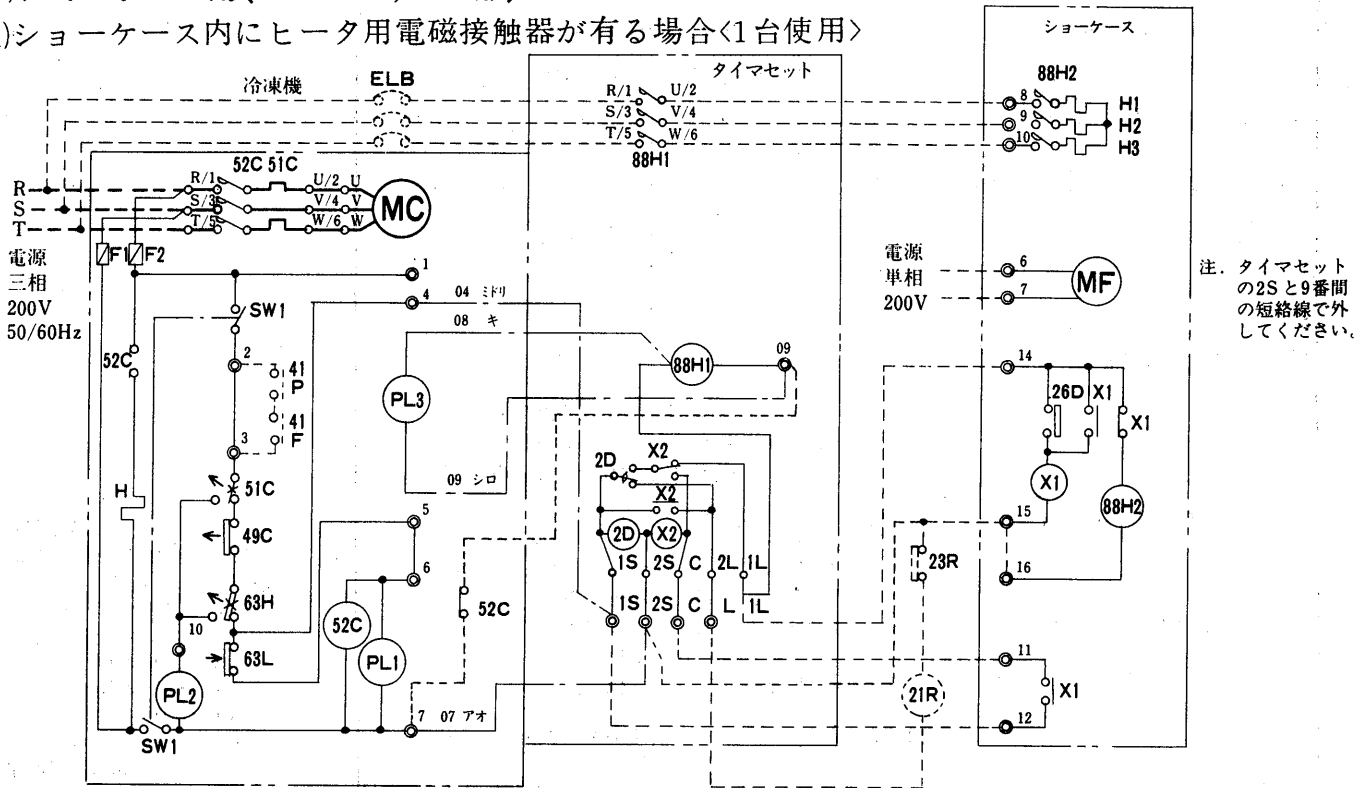 )ショーケース内にヒータ用電磁接触器が有る場合<1台使用>
ショーケース
タイマセット
冷凍機
ELB
R/1 U/2
S/3 V/4
T/5 W/6
88H1
88H2
8
9
10
H1
H2
H3
52C 51C
R/1 U/2 U
S/3 V/4 V
T/5 W/6 W
MC
R
S
T
電源
三相
200V
50/60Hz
F1
F2
1
4
04 ミドリ
08 キ
SW1
52C
2
41
P
41
F
3
PL3
88H1
09
09 シロ
51C
49C
H
63H
10
63L
5
6
52C
PL1
PL2
SW1
7
07 アオ
52C
2D
X2
X2
2D
X2
1S 2S C 2L 1L
1S 2S C L 1L
電源
単相
200V
6
7
MF
注. タイマセット
の2Sと9番間
の短絡線で外
してください。
14
26D
X1
X1
X1
88H2
15
16
23R
21R
11
X1
12